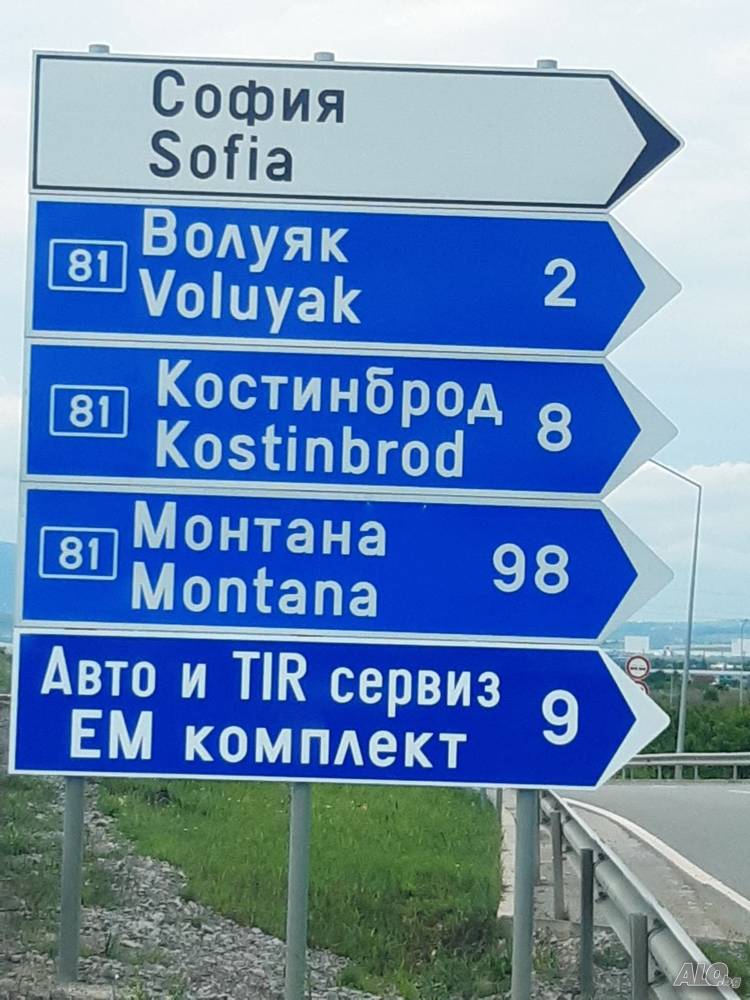 София
Sofia
81 Волуяк 2
Voluyak
81 Костинброд 8
Kostinbrod
81 Монтана 98
Montana
Авто и TIR сервиз 9
ЕМ комплект
ALO.bg